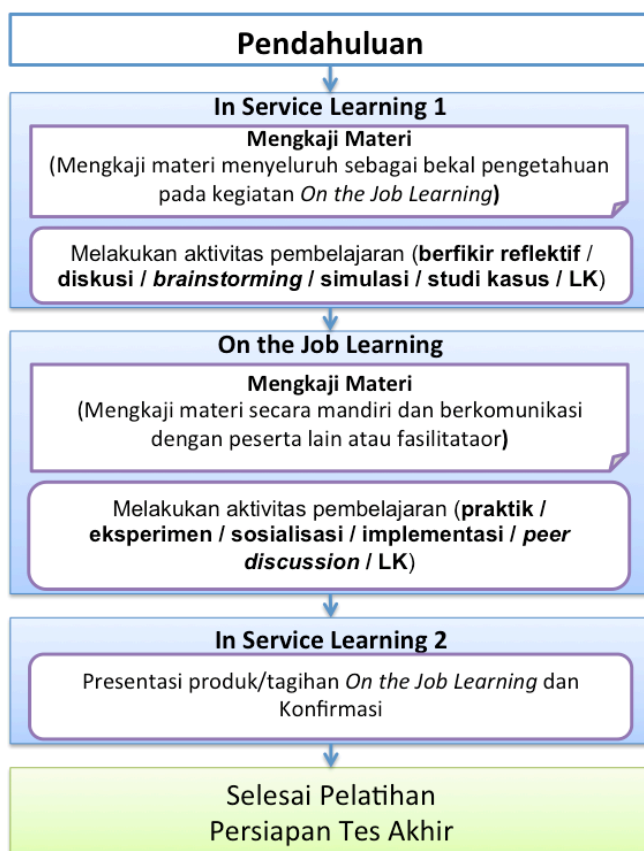 Pendahuluan
In Service Learning 1
Mengkaji Materi
(Mengkaji materi menyeluruh sebagai bekal pengetahuan
pada kegiatan On the Job Learning)
Melakukan aktivitas pembelajaran (berfikir reflektif /
diskusi / brainstorming / simulasi / studi kasus / LK)
On the Job Learning
Mengkaji Materi
(Mengkaji materi secara mandiri dan berkomunikasi
dengan peserta lain atau fasilitataor)
Melakukan aktivitas pembelajaran (praktik /
eksperimen / sosialisasi / implementasi / peer
discussion / LK)
In Service Learning 2
Presentasi produk/tagihan On the Job Learning dan
Konfirmasi
Selesai Pelatihan
Persiapan Tes Akhir